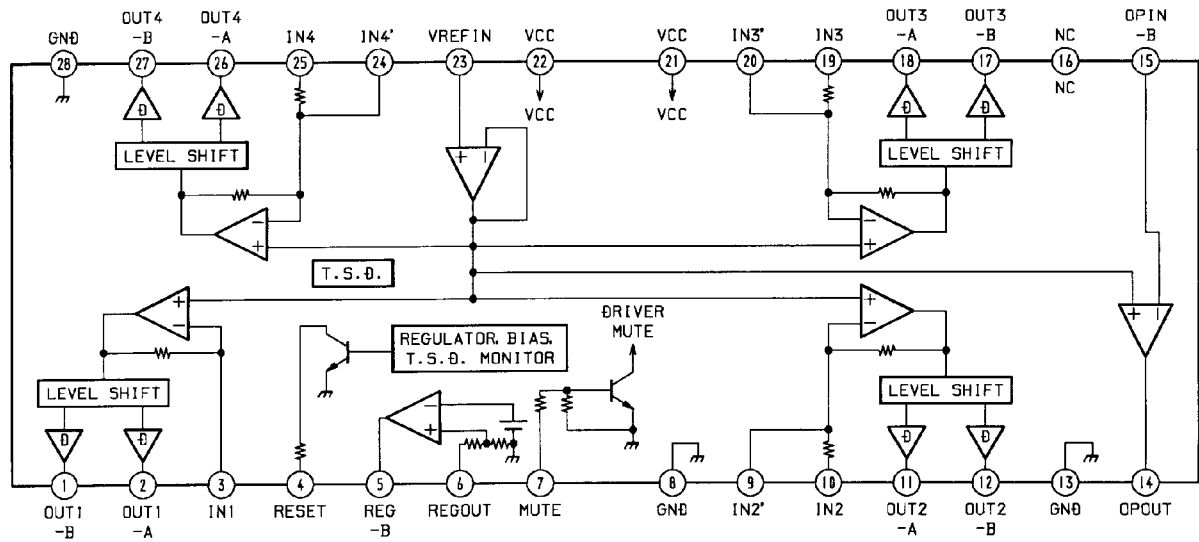 GND OUT4 -B OUT4 -A IN4 IN4' VREFIN VCC VCC IN3' IN3 OUT3 -A OUT3 -B NC OPIN -B
28 27 26 25 24 23 22 21 20 19 18 17 16 15
D D VCC VCC D D NC
LEVEL SHIFT LEVEL SHIFT
+ −
− −
+ +
T.S.D.
+ +
− −
+ −
DRIVER
MUTE
REGULATOR, BIAS,
T.S.D. MONITOR
LEVEL SHIFT LEVEL SHIFT
−
+
D D D D
1 2 3 4 5 6 7 8 9 10 11 12 13 14
OUT1 -B OUT1 -A IN1 RESET REG -B REGOUT MUTE GND IN2' IN2 OUT2 -A OUT2 -B GND OPOUT